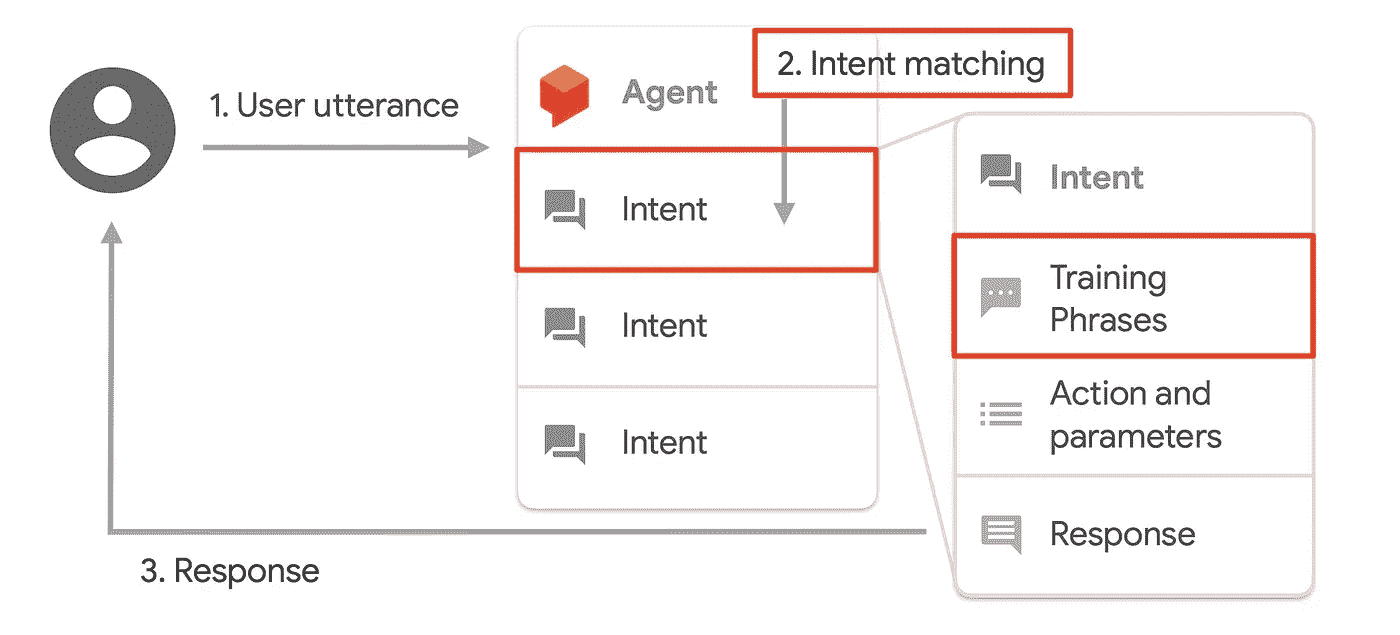 1. User utterance
Agent
2. Intent matching
Intent
Intent
Intent
Intent
Training
Phrases
Action and
parameters
Response
3. Response